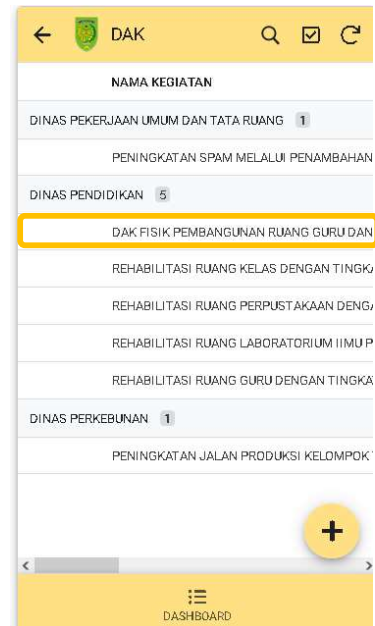 DAK
NAMA KEGIATAN
DINAS PEKERJAAN UMUM DAN TATA RUANG 1
PENINGKATAN SPAM MELALUI PENAMBAHAN
DINAS PENDIDIKAN 5
DAK FISIK PEMBANGUNAN RUANG GURU DAN
REHABILITASI RUANG KELAS DENGAN TINGKA
REHABILITASI RUANG PERPUSTAKAAN DENGA
REHABILITASI RUANG LABORATORIUM IIMU P
REHABILITASI RUANG GURU DENGAN TINGKAT
DINAS PERKEBUNAN 1
PENINGKATAN JALAN PRODUKSI KELOMPOK
DASHBOARD